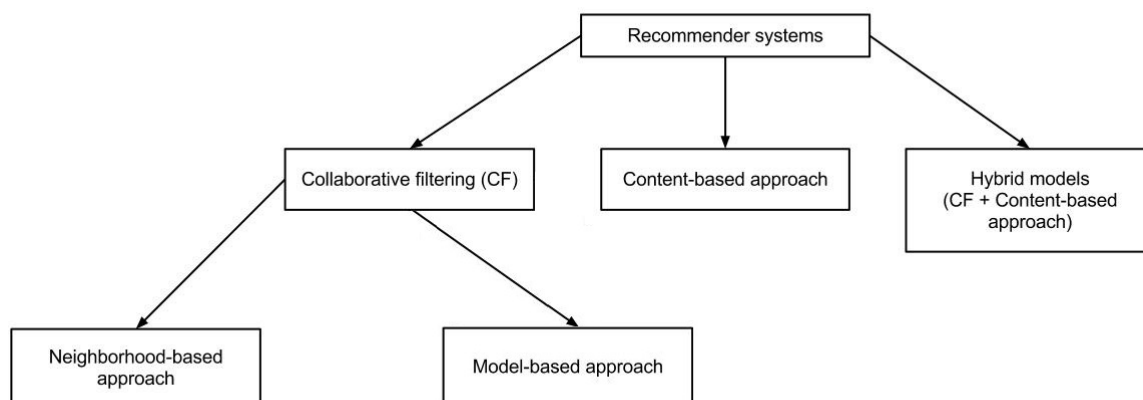 Recommender systems
Collaborative filtering (CF)
Content-based approach
Hybrid models
(CF + Content-based
approach)
Neighborhood-based
approach
Model-based approach